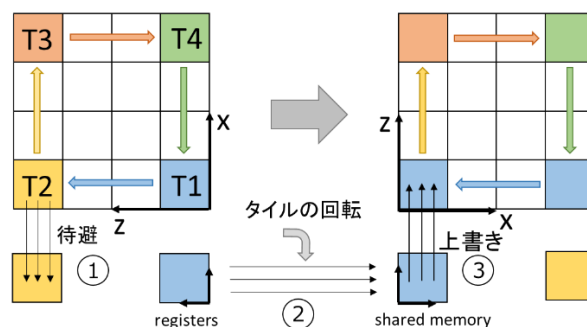 T3
T4
X
T2
T1
Z
待避
①
registers
タイルの回転
②
Z
X
上書き
③
shared memory